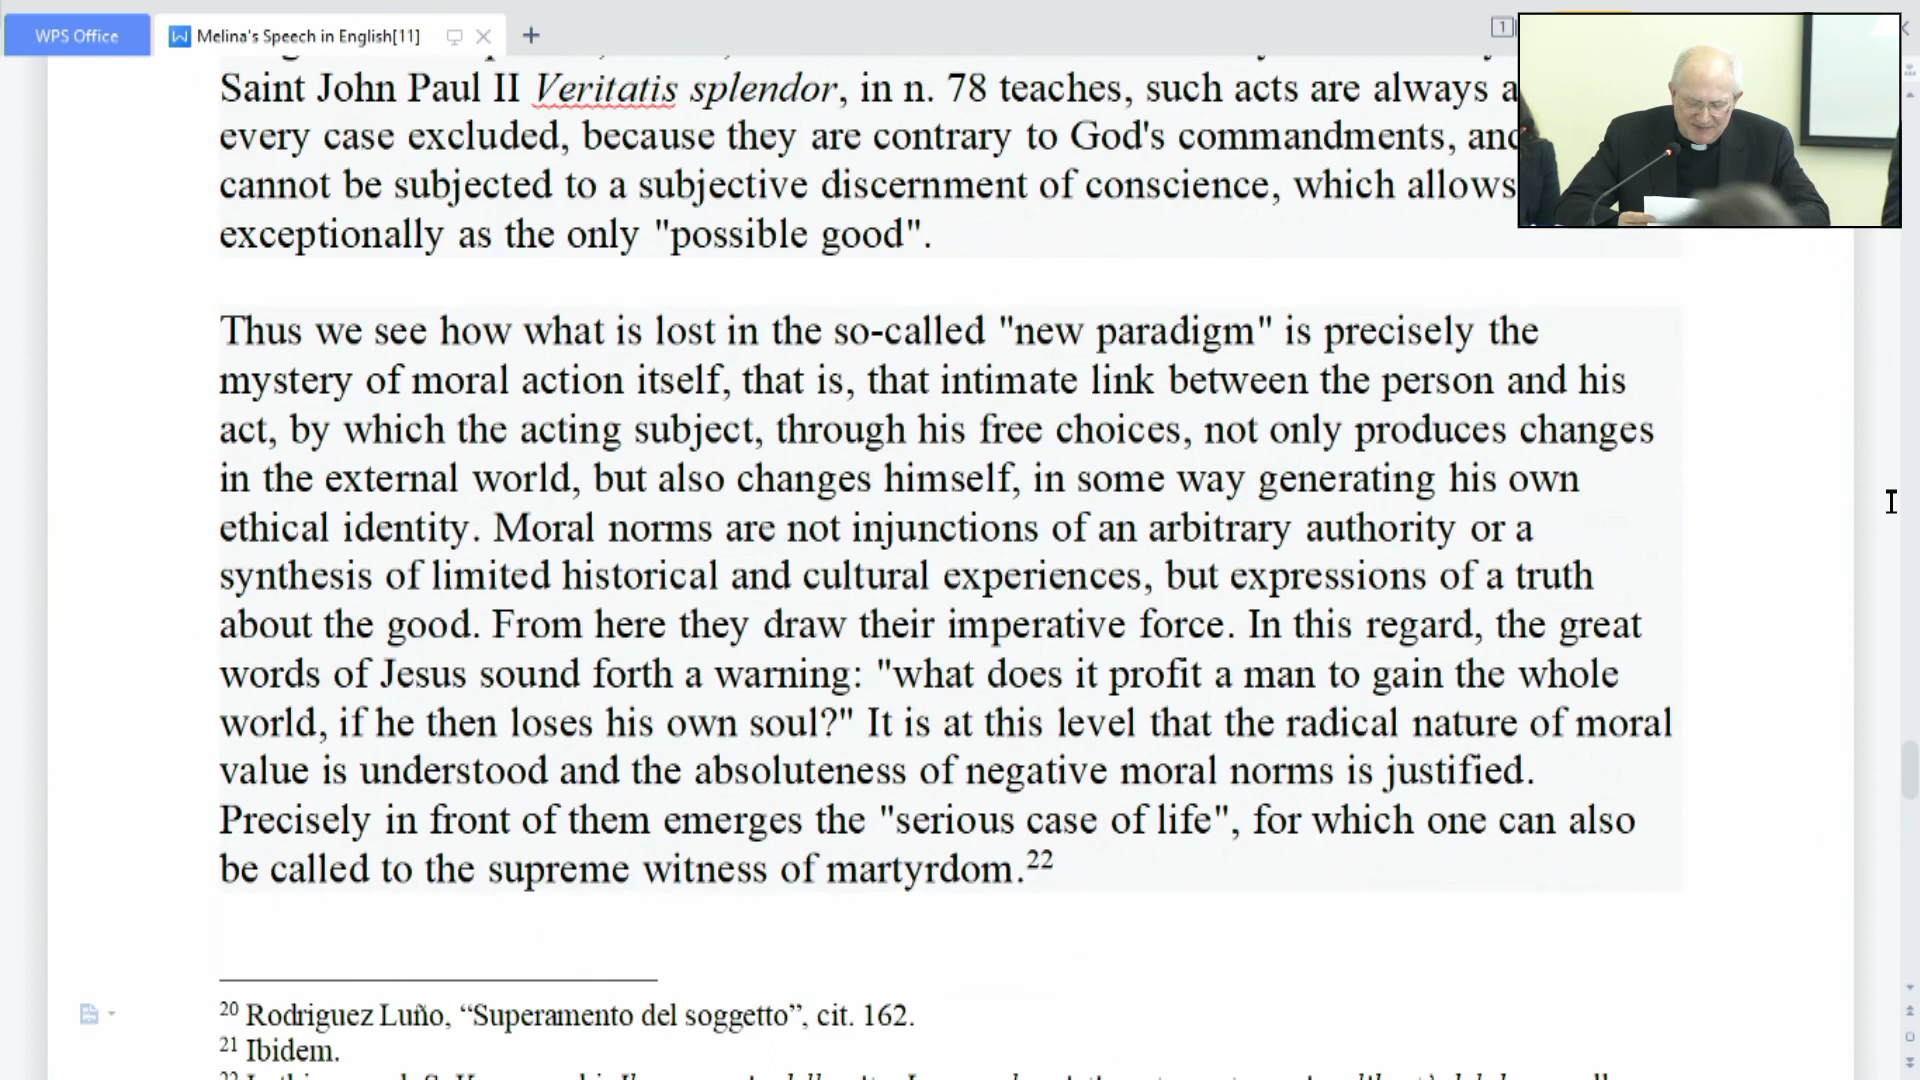 WPS Office
Melina's Speech in English[11]
1
Saint John Paul II Veritatis splendor, in n. 78 teaches, such acts are always
every case excluded, because they are contrary to God's commandments, and
cannot be subjected to a subjective discernment of conscience, which allows
exceptionally as the only "possible good".
Thus we see how what is lost in the so-called "new paradigm" is precisely the
mystery of moral action itself, that is, that intimate link between the person and his
act, by which the acting subject, through his free choices, not only produces changes
in the external world, but also changes himself, in some way generating his own
ethical identity. Moral norms are not injunctions of an arbitrary authority or a
synthesis of limited historical and cultural experiences, but expressions of a truth
about the good. From here they draw their imperative force. In this regard, the great
words of Jesus sound forth a warning: "what does it profit a man to gain the whole
world, if he then loses his own soul?" It is at this level that the radical nature of moral
value is understood and the absoluteness of negative moral norms is justified.
Precisely in front of them emerges the "serious case of life", for which one can also
be called to the supreme witness of martyrdom.22
20 Rodriguez Luño, “Superamento del soggetto”, cit. 162.
21 Ibidem.